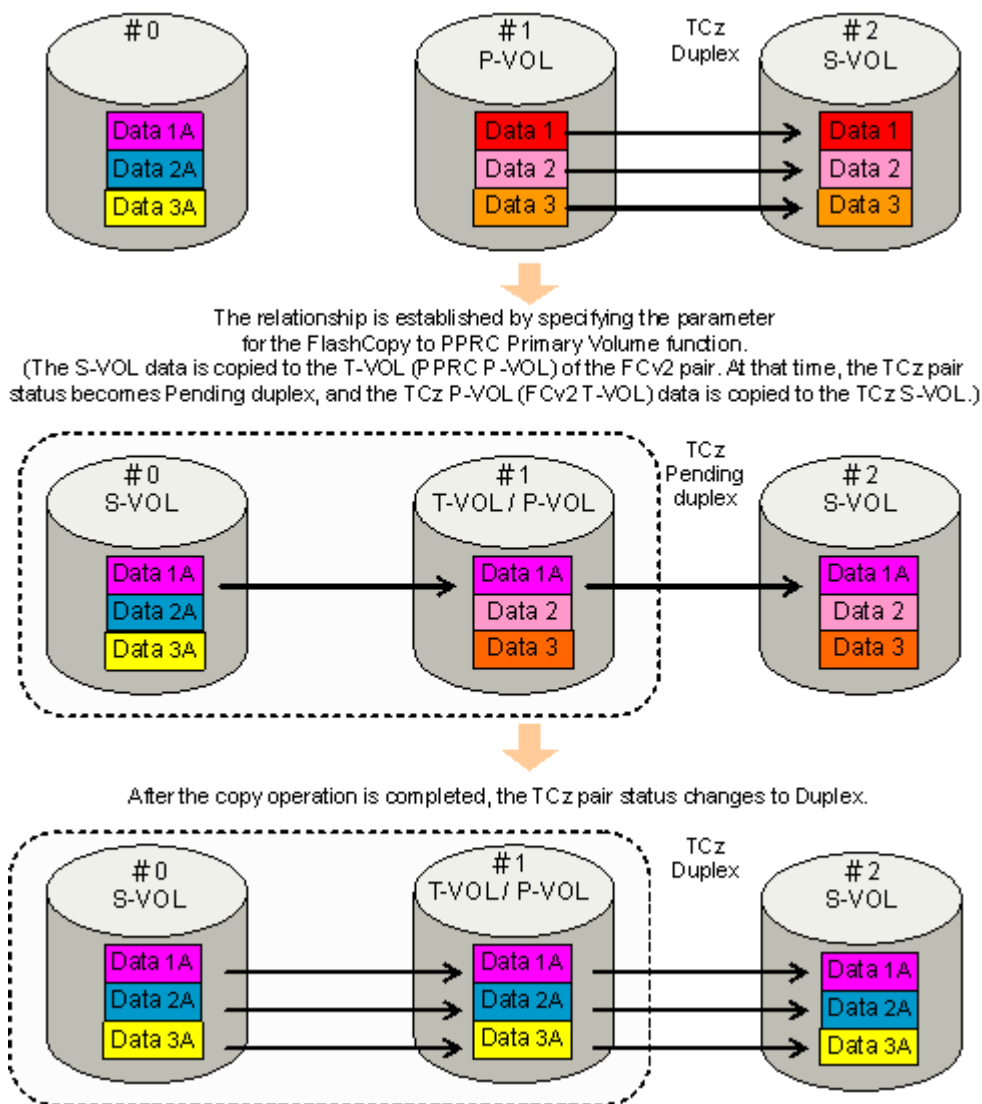 #0
#1
P-VOL
TCz
Duplex
#2
S-VOL
Data 1A
Data 2A
Data 3A
Data 1
Data 2
Data 3
Data 1
Data 2
Data 3
The relationship is established by specifying the parameter
for the FlashCopy to PPRC Primary Volume function.
(The S-VOL data is copied to the T-VOL (PPRC P-VOL) of the FCv2 pair. At that time, the TCz pair
status becomes Pending duplex, and the TCz P-VOL (FCv2 T-VOL) data is copied to the TCz S-VOL.)
#0
S-VOL
#1
T-VOL / P-VOL
TCz
Pending
duplex
#2
S-VOL
Data 1A
Data 2A
Data 3A
Data 1A
Data 2
Data 3
Data 1A
Data 2
Data 3
After the copy operation is completed, the TCz pair status changes to Duplex.
#0
S-VOL
#1
T-VOL / P-VOL
TCz
Duplex
#2
S-VOL
Data 1A
Data 2A
Data 3A
Data 1A
Data 2A
Data 3A
Data 1A
Data 2A
Data 3A